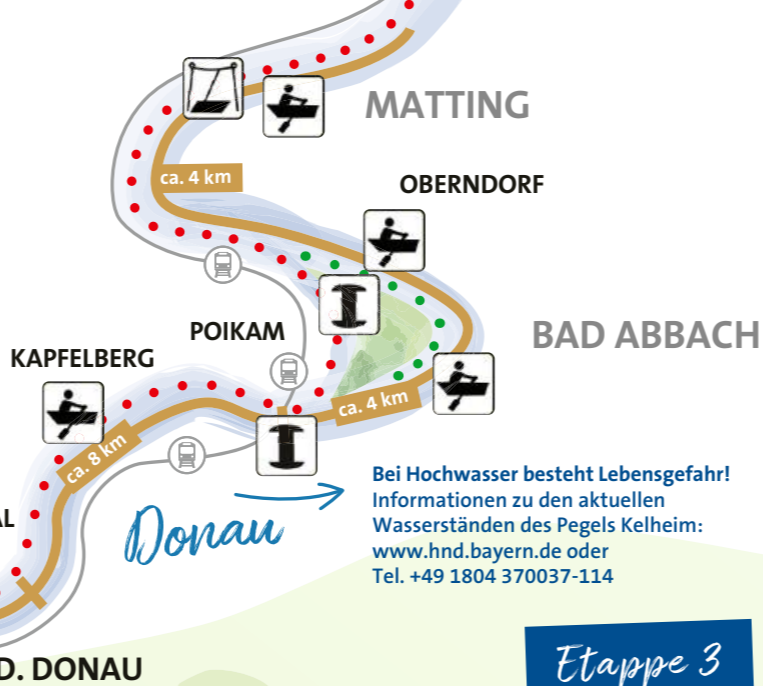 MATTING
ca. 4 km
OBERNDORF
POIKAM
BAD ABBACH
KAPFELBERG
ca. 4 km
ca. 8 km
AL
Donau
Bei Hochwasser besteht Lebensgefahr!
Informationen zu den aktuellen
Wasserständen des Pegels Kelheim:
www.hnd.bayern.de oder
Tel. +49 1804 370037-114
Etappe 3
D. DONAU